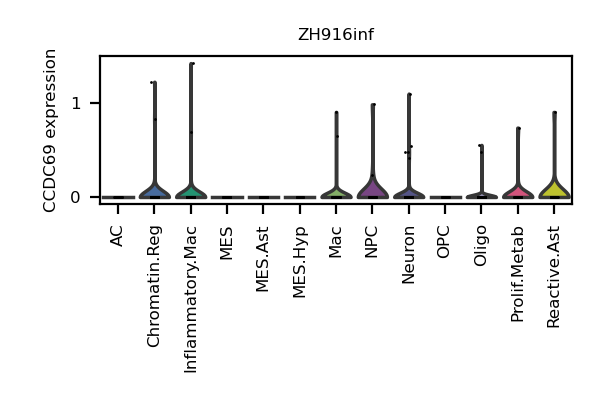 ZH916inf
CCDC69 expression
1
0
AC
Chromatin.Reg
Inflammatory.Mac
MES
MES.Ast
MES.Hyp
Mac
NPC
Neuron
OPC
Oligo
Prolif.Metab
Reactive.Ast